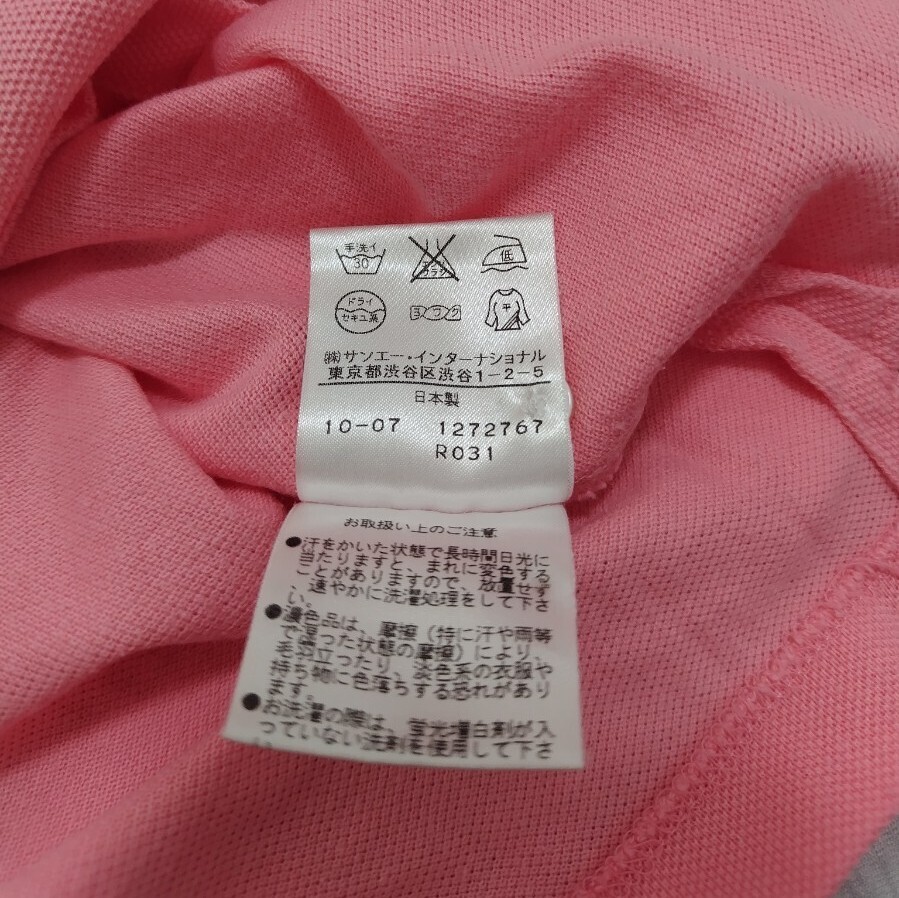 手洗イ
30
エンソ
サラシ
低
ドライ
セキユ系
ヨワク
平
㈱サンエー・インターナショナル
東京都渋谷区渋谷1-2-5
日本製
10-07 1272767
R031
お取扱い上のご注意
●汗をかいた状態で長時間日光に
当たりますと、まれに変色する
ことがありますので、放置せず
、速やかに洗濯処理をして下さ
い。
●濃色品は、摩擦（特に汗や雨等
で湿った状態の摩擦）により、
毛羽立ったり、淡色系の衣服や
持ち物に色落ちする恐れがあり
ます。
●お洗濯の際は、蛍光増白剤が入
っていない洗剤を使用して下さ